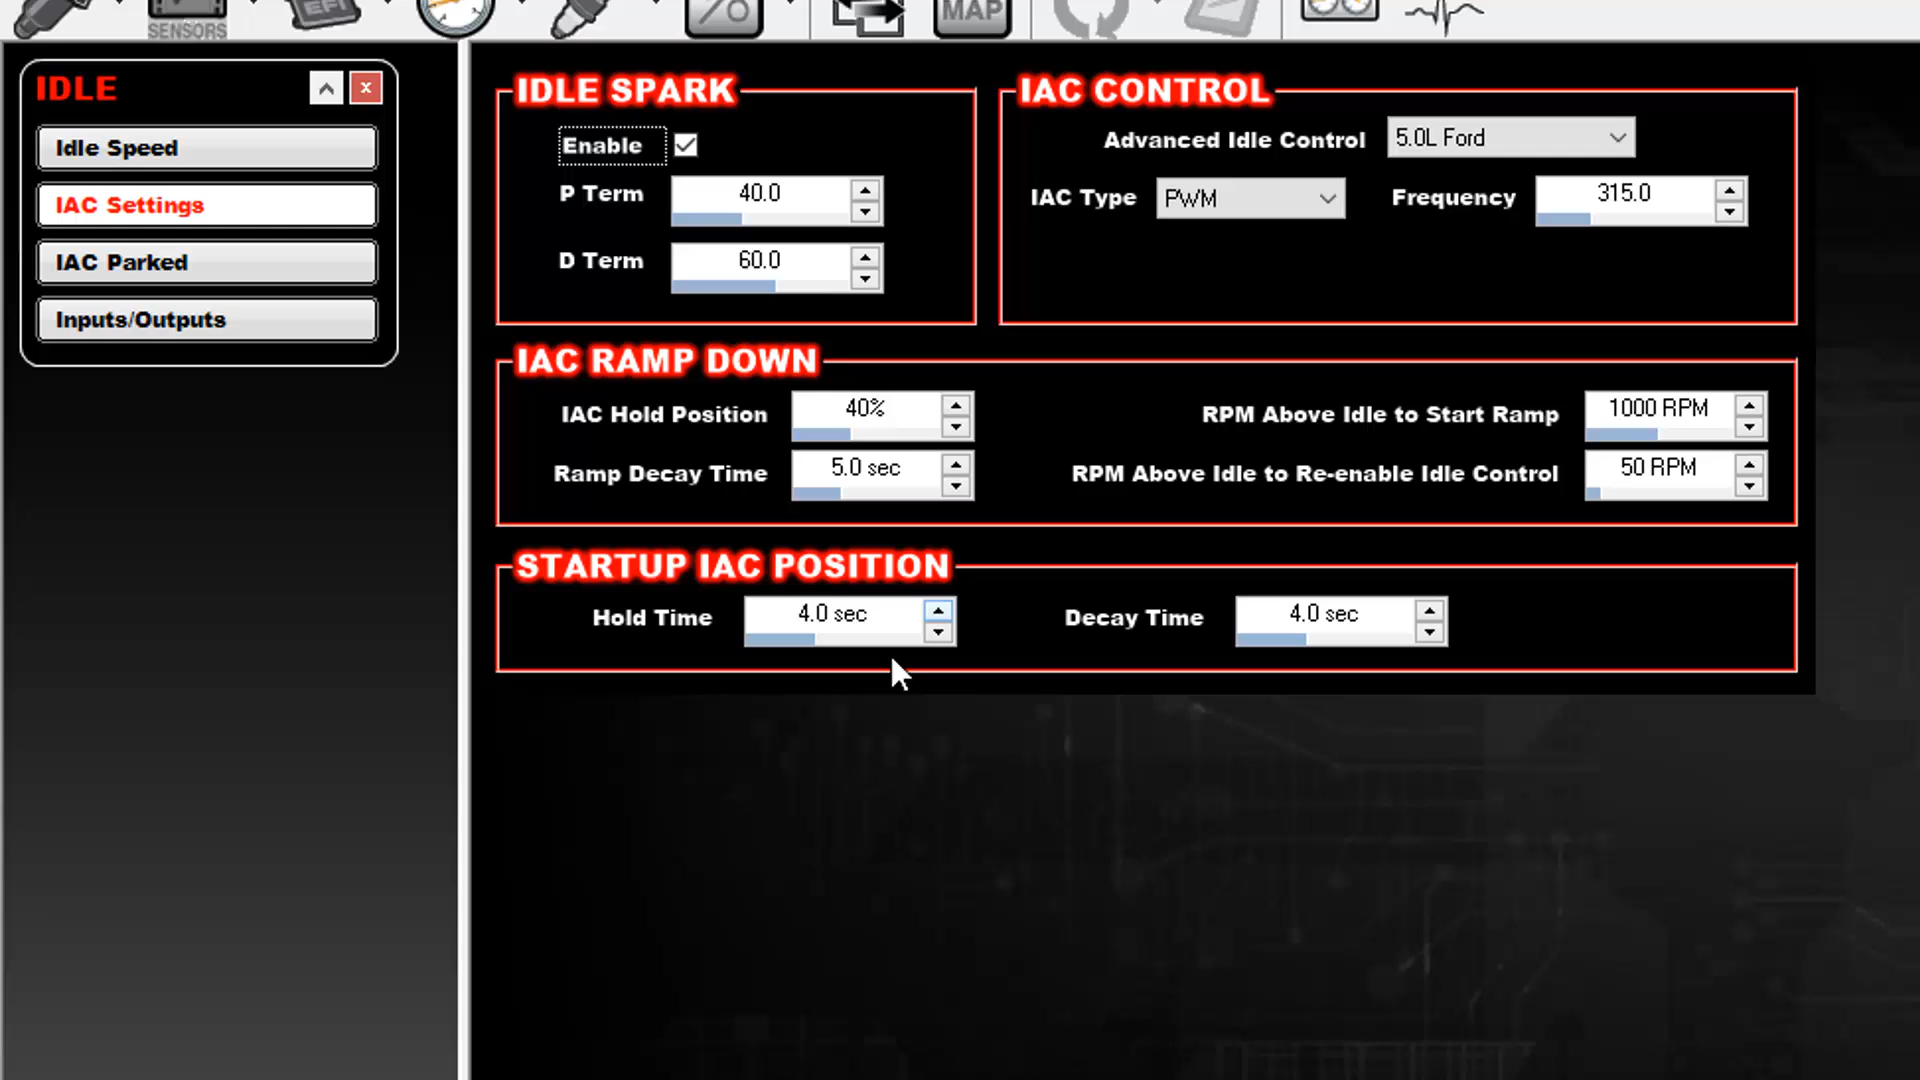 SENSORS
EFI
MAP
IDLE
Idle Speed
IAC Settings
IAC Parked
Inputs/Outputs
IDLE SPARK
Enable
P Term 40.0
D Term 60.0
IAC CONTROL
Advanced Idle Control 5.0L Ford
IAC Type PWM Frequency 315.0
IAC RAMP DOWN
IAC Hold Position 40% RPM Above Idle to Start Ramp 1000 RPM
Ramp Decay Time 5.0 sec RPM Above Idle to Re-enable Idle Control 50 RPM
STARTUP IAC POSITION
Hold Time 4.0 sec Decay Time 4.0 sec